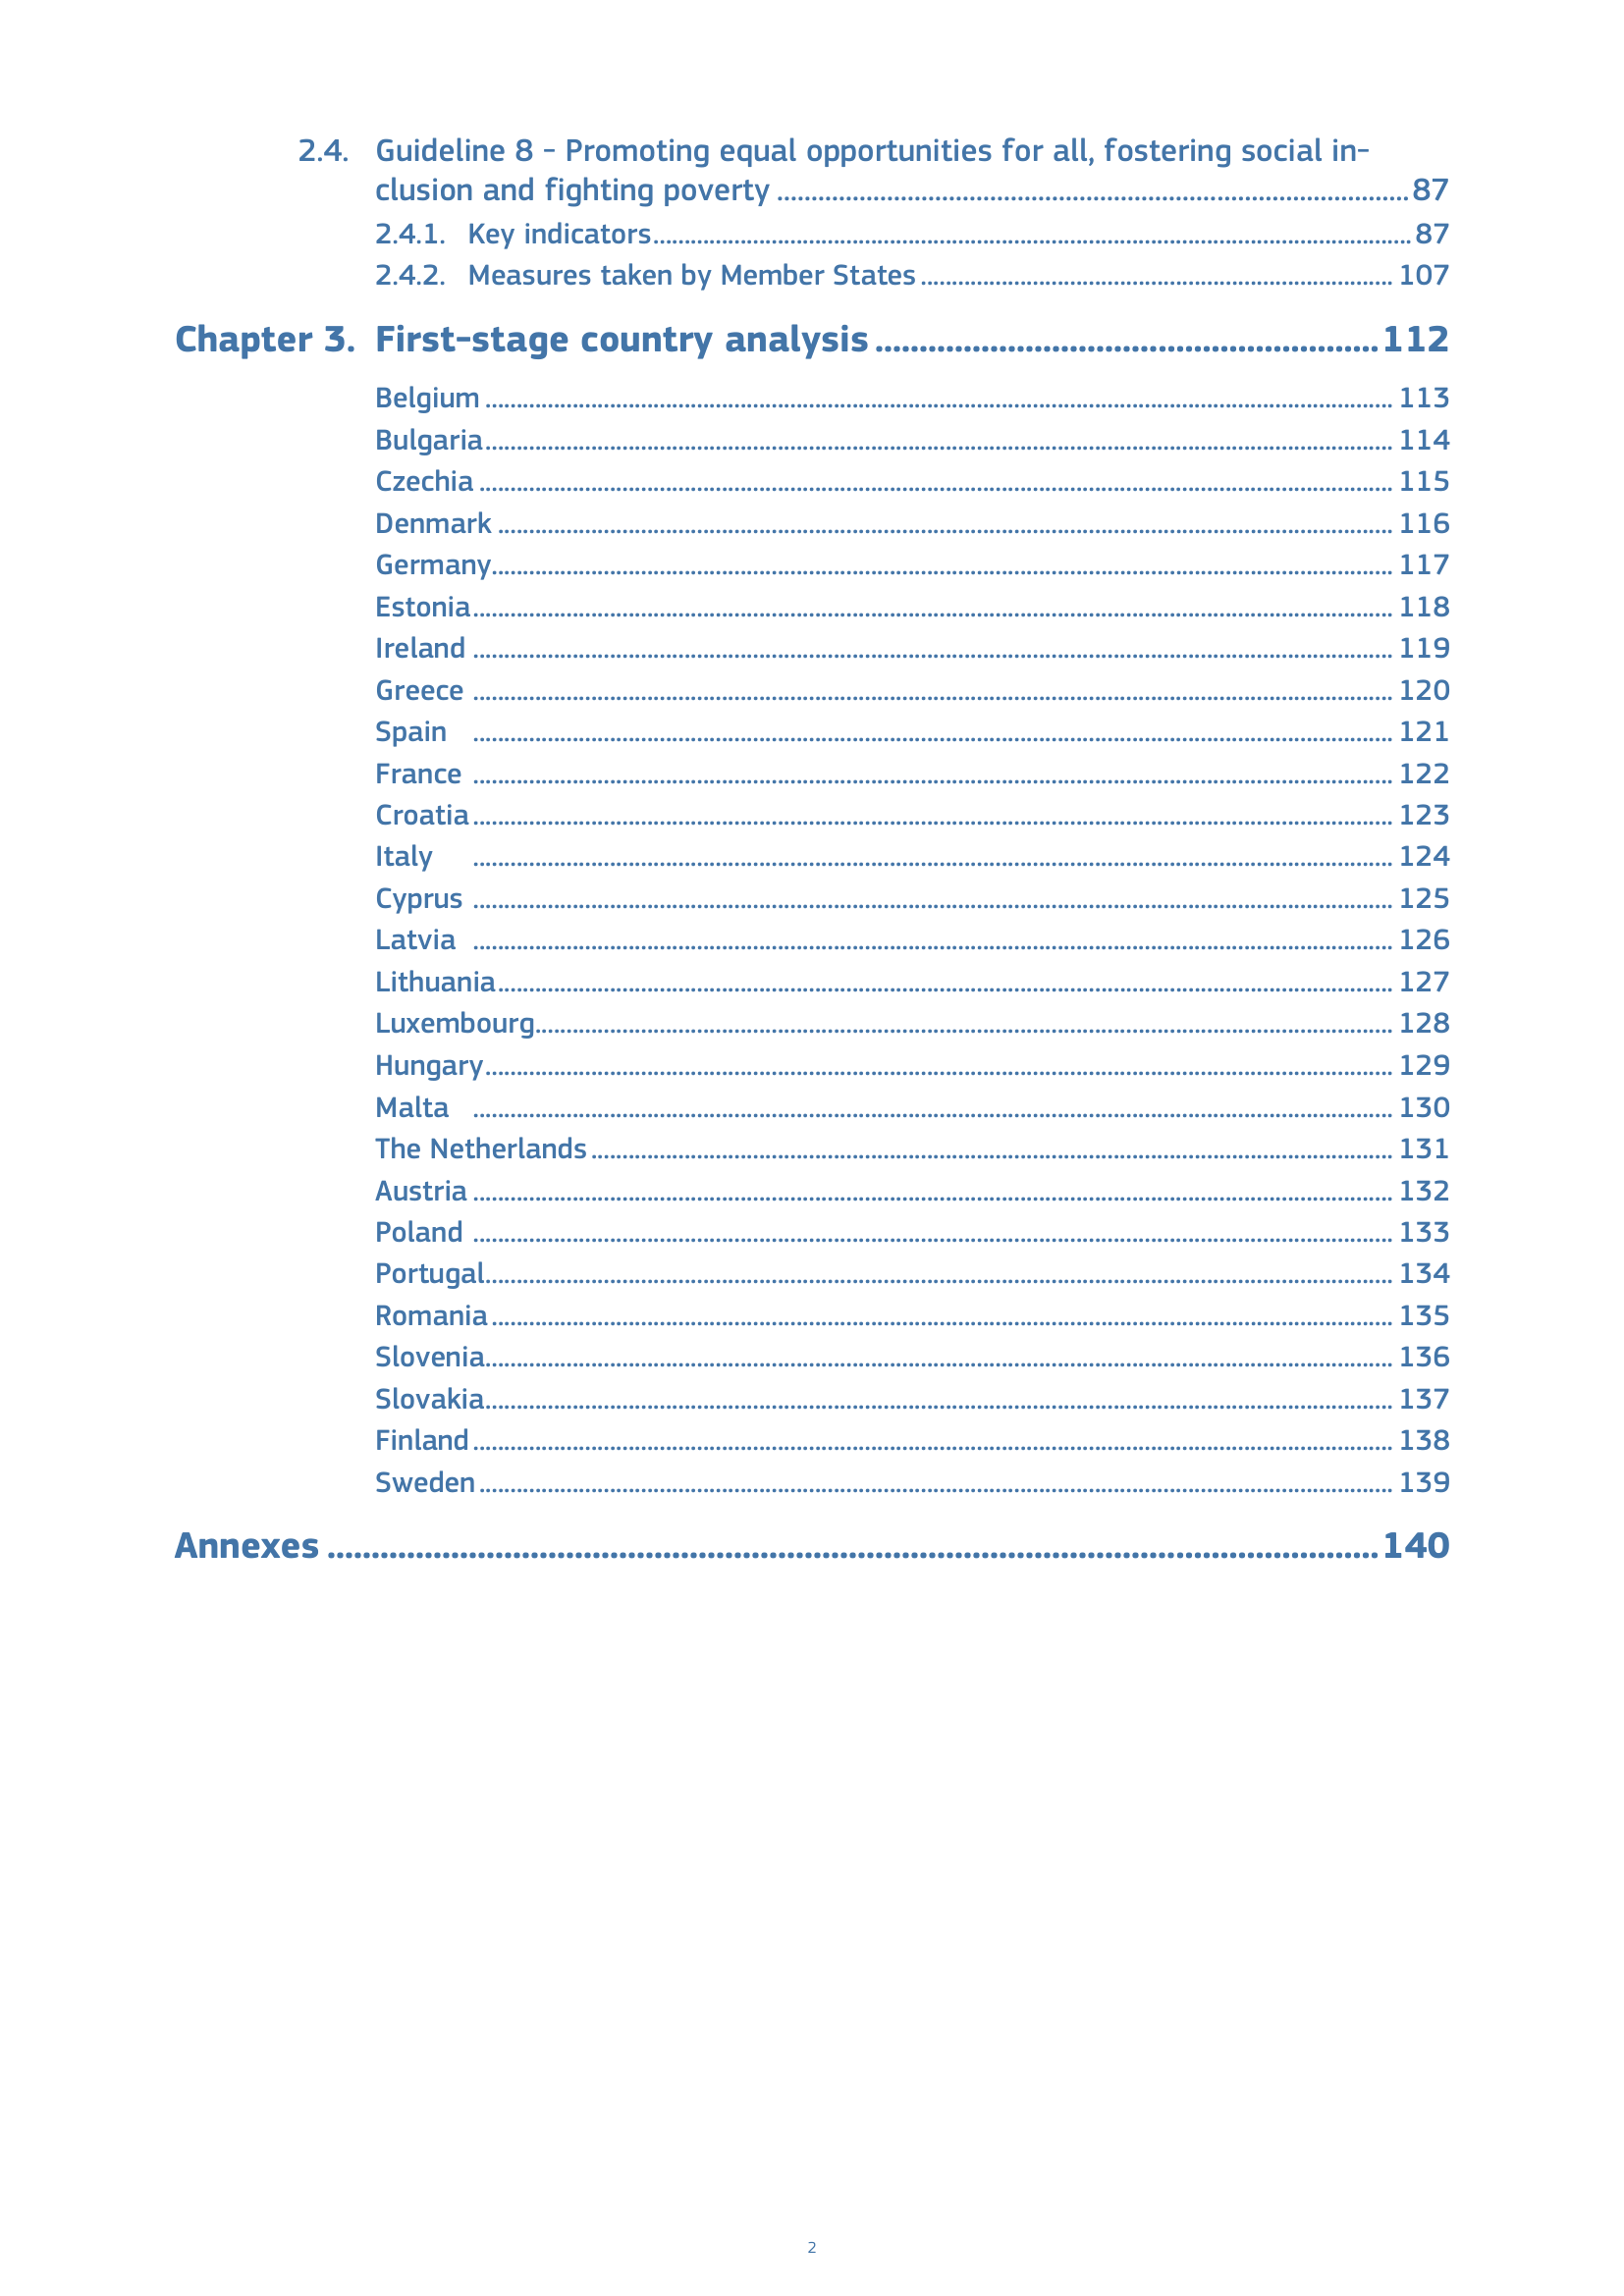 2.4. Guideline 8 - Promoting equal opportunities for all, fostering social in-
clusion and fighting poverty ........ 87
2.4.1. Key indicators ........ 87
2.4.2. Measures taken by Member States ........ 107
Chapter 3. First-stage country analysis ........ 112
Belgium ........ 113
Bulgaria ........ 114
Czechia ........ 115
Denmark ........ 116
Germany ........ 117
Estonia ........ 118
Ireland ........ 119
Greece ........ 120
Spain ........ 121
France ........ 122
Croatia ........ 123
Italy ........ 124
Cyprus ........ 125
Latvia ........ 126
Lithuania ........ 127
Luxembourg ........ 128
Hungary ........ 129
Malta ........ 130
The Netherlands ........ 131
Austria ........ 132
Poland ........ 133
Portugal ........ 134
Romania ........ 135
Slovenia ........ 136
Slovakia ........ 137
Finland ........ 138
Sweden ........ 139
Annexes ........ 140
2